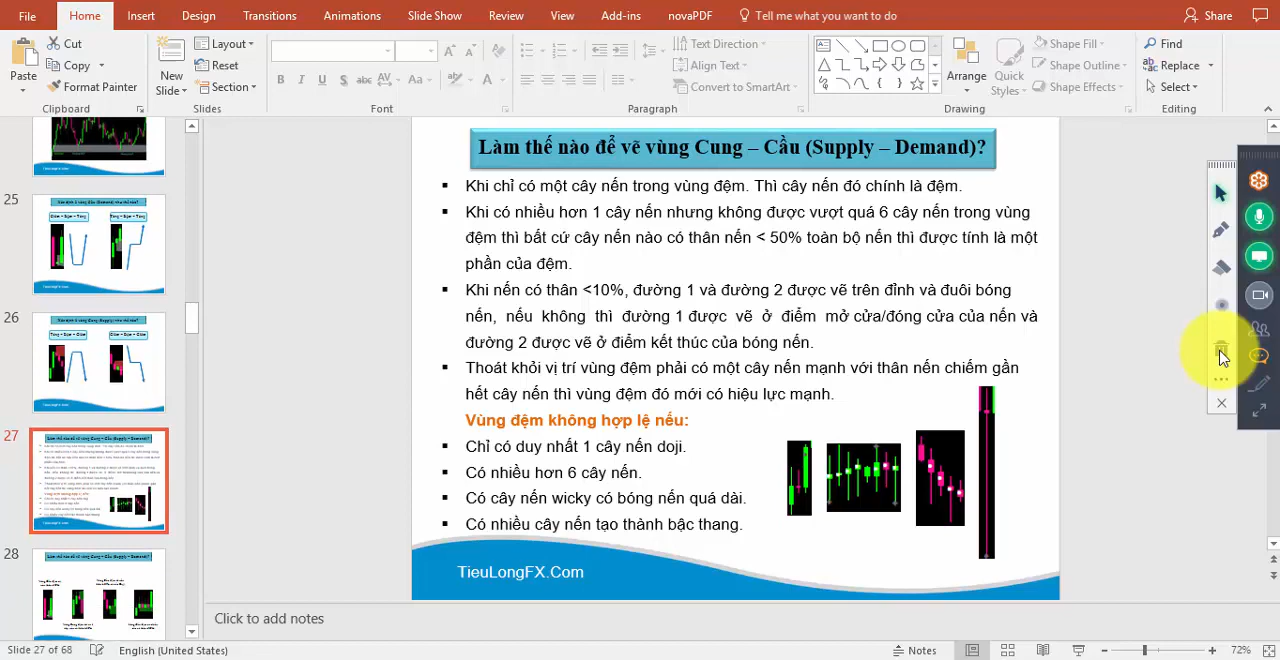 File Home Insert Design Transitions Animations Slide Show Review View Add-ins novaPDF Tell me what you want to do Share
Paste Cut Copy Format Painter
New Slide Layout Reset Section
Text Direction Align Text Convert to SmartArt
Arrange Quick Styles Shape Fill Shape Outline Shape Effects
Find Replace Select
Clipboard Slides Font Paragraph Drawing Editing
25
26
27
28
Làm thế nào để vẽ vùng Cung – Cầu (Supply – Demand)?
Khi chỉ có một cây nến trong vùng đệm. Thì cây nến đó chính là đệm.
Khi có nhiều hơn 1 cây nến nhưng không được vượt quá 6 cây nến trong vùng
đệm thì bất cứ cây nến nào có thân nến < 50% toàn bộ nến thì được tính là một
phần của đệm.
Khi nến có thân <10%, đường 1 và đường 2 được vẽ trên đỉnh và đuôi bóng
nến, nếu không thì đường 1 được vẽ ở điểm mở cửa/đóng cửa của nến và
đường 2 được vẽ ở điểm kết thúc của bóng nến.
Thoát khỏi vị trí vùng đệm phải có một cây nến mạnh với thân nến chiếm gần
hết cây nến thì vùng đệm đó mới có hiệu lực mạnh.
Vùng đệm không hợp lệ nếu:
Chỉ có duy nhất 1 cây nến doji.
Có nhiều hơn 6 cây nến.
Có cây nến wicky có bóng nến quá dài.
Có nhiều cây nến tạo thành bậc thang.
TieuLongFX.Com
Click to add notes
Slide 27 of 68 English (United States) Notes 72%